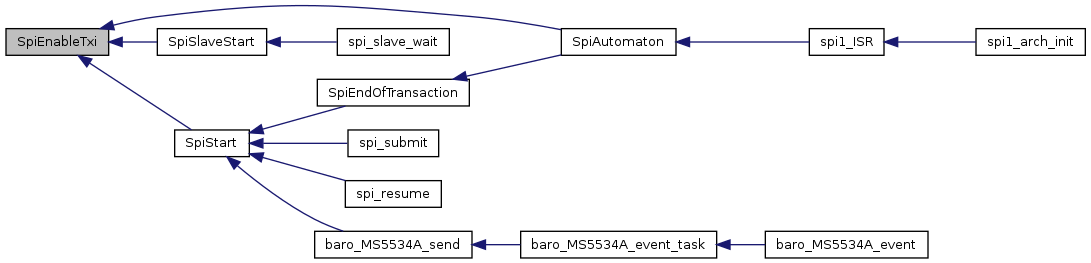 SpiEnableTxi
SpiSlaveStart
spi_slave_wait
SpiAutomaton
spi1_ISR
spi1_arch_init
SpiEndOfTransaction
SpiStart
spi_submit
spi_resume
baro_MS5534A_send
baro_MS5534A_event_task
baro_MS5534A_event